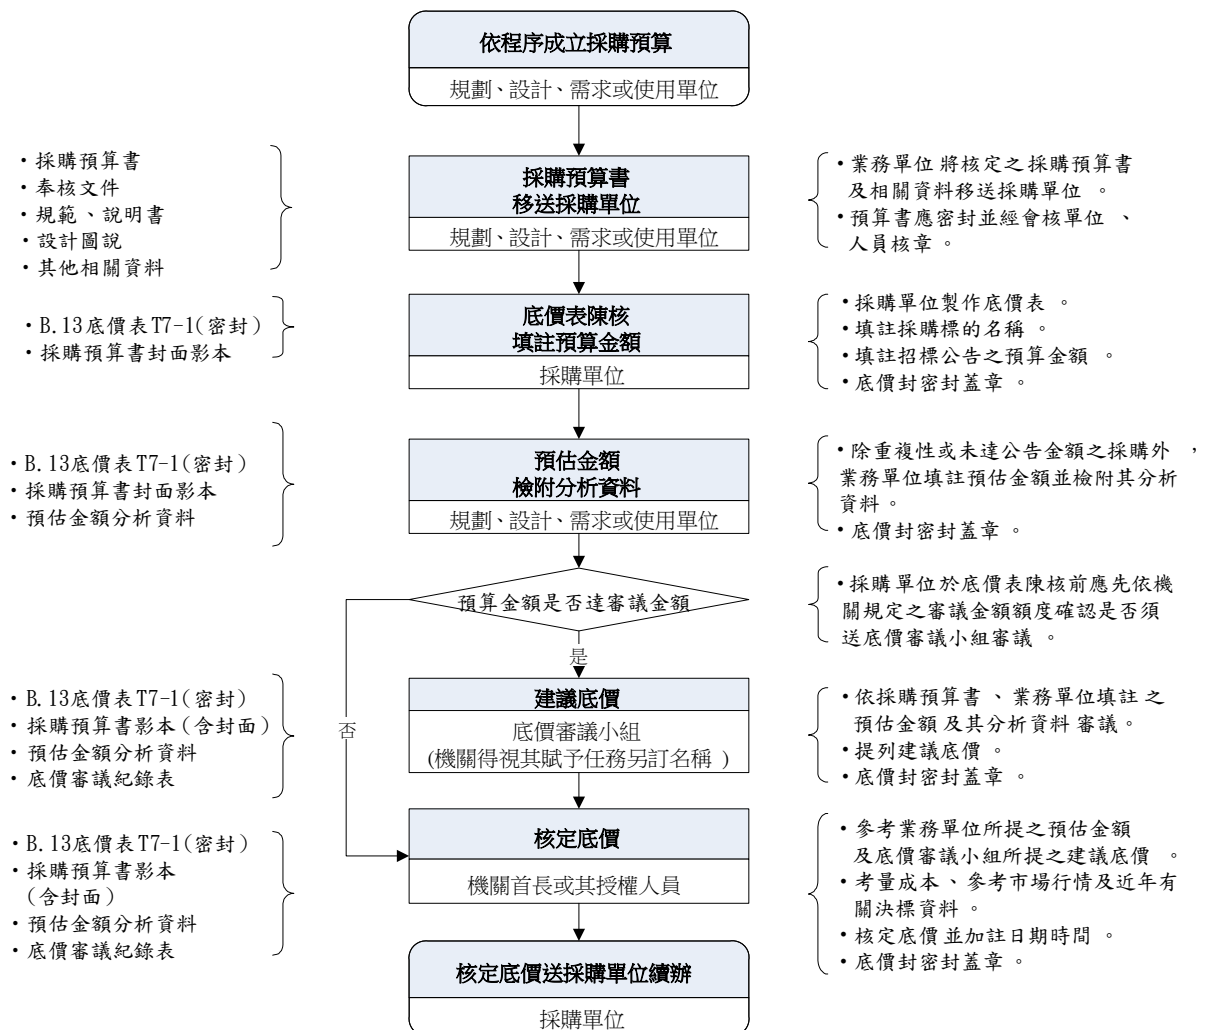 依程序成立採購預算
規劃、設計、需求或使用單位
・採購預算書
・奉核文件
・規範、說明書
・設計圖說
・其他相關資料
採購預算書
移送採購單位
規劃、設計、需求或使用單位
・業務單位 將核定之採購預算書
及相關資料移送採購單位 。
・預算書應密封並經會核單位 、
人員核章。
・B.13底價表T7-1(密封)
・採購預算書封面影本
底價表陳核
填註預算金額
採購單位
・採購單位製作底價表 。
・填註採購標的名稱。
・填註招標公告之預算金額 。
・底價封密封蓋章。
・B.13底價表T7-1(密封)
・採購預算書封面影本
・預估金額分析資料
預估金額
檢附分析資料
規劃、設計、需求或使用單位
・除重複性或未達公告金額之採購外 ，
業務單位填註預估金額並檢附其分析
資料。
・底價封密封蓋章。
預算金額是否達審議金額
・採購單位於底價表陳核前應先依機
關規定之審議金額額度確認是否須
送底價審議小組審議 。
是
否
・B.13底價表T7-1(密封)
・採購預算書影本(含封面)
・預估金額分析資料
・底價審議紀錄表
建議底價
底價審議小組
(機關得視其賦予任務另訂名稱 )
・依採購預算書 、業務單位填註之
預估金額及其分析資料審議。
・提列建議底價 。
・底價封密封蓋章。
・B.13底價表T7-1(密封)
・採購預算書影本
(含封面)
・預估金額分析資料
・底價審議紀錄表
核定底價
機關首長或其授權人員
・參考業務單位所提之預估金額
及底價審議小組所提之建議底價 。
・考量成本、參考市場行情及近年有
關決標資料。
・核定底價並加註日期時間 。
・底價封密封蓋章。
核定底價送採購單位續辦
採購單位